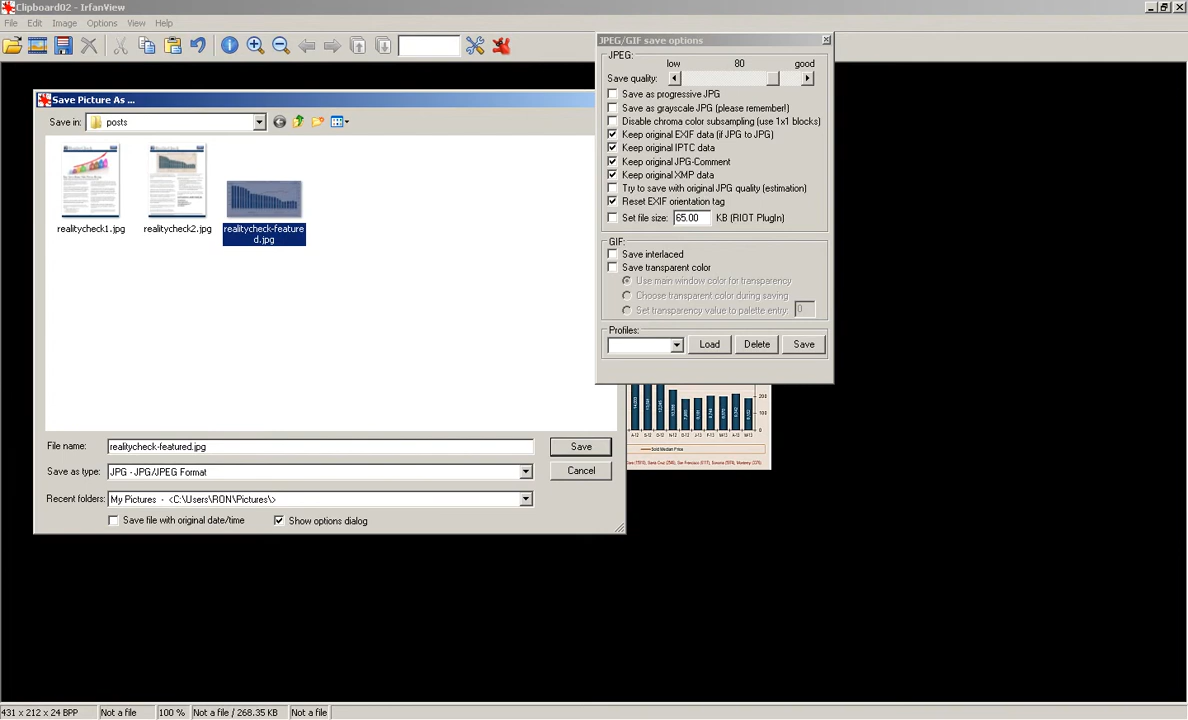 Clipboard02 - IrfanView
File Edit Image Options View Help
JPEG/GIF save options
JPEG:
low 80 good
Save quality:
Save as progressive JPG
Save as grayscale JPG (please remember!)
Disable chroma color subsampling (use 1x1 blocks)
Keep original EXIF data (if JPG to JPG)
Keep original IPTC data
Keep original JPG-Comment
Keep original XMP data
Try to save with original JPG quality (estimation)
Reset EXIF orientation tag
Set file size: 65.00 KB (RIOT PlugIn)
GIF:
Save interlaced
Save transparent color
Use main window color for transparency
Choose transparent color during saving
Set transparency value to palette entry: 0
Profiles:
Load Delete Save
Save Picture As ...
Save in: posts
realitycheck1.jpg realitycheck2.jpg realitycheck-feature
d.jpg
File name: realitycheck-featured.jpg Save
Save as type: JPG - JPG/JPEG Format Cancel
Recent folders: My Pictures - <C:\Users\RON\Pictures\>
Save file with original date/time Show options dialog
200
100
0
Sold Median Price
431 x 212 x 24 BPP Not a file 100 % Not a file / 268.35 KB Not a file